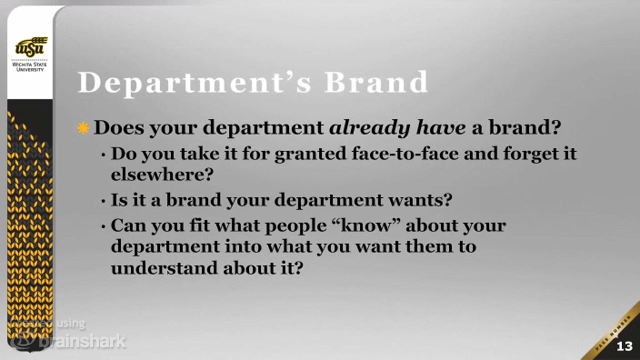 WSU
WICHITA STATE
UNIVERSITY
Department’s Brand
Does your department already have a brand?
· Do you take it for granted face-to-face and forget it
elsewhere?
· Is it a brand your department wants?
· Can you fit what people “know” about your
department into what you want them to
understand about it?
using
brainshark
PAGE NUMBER
13